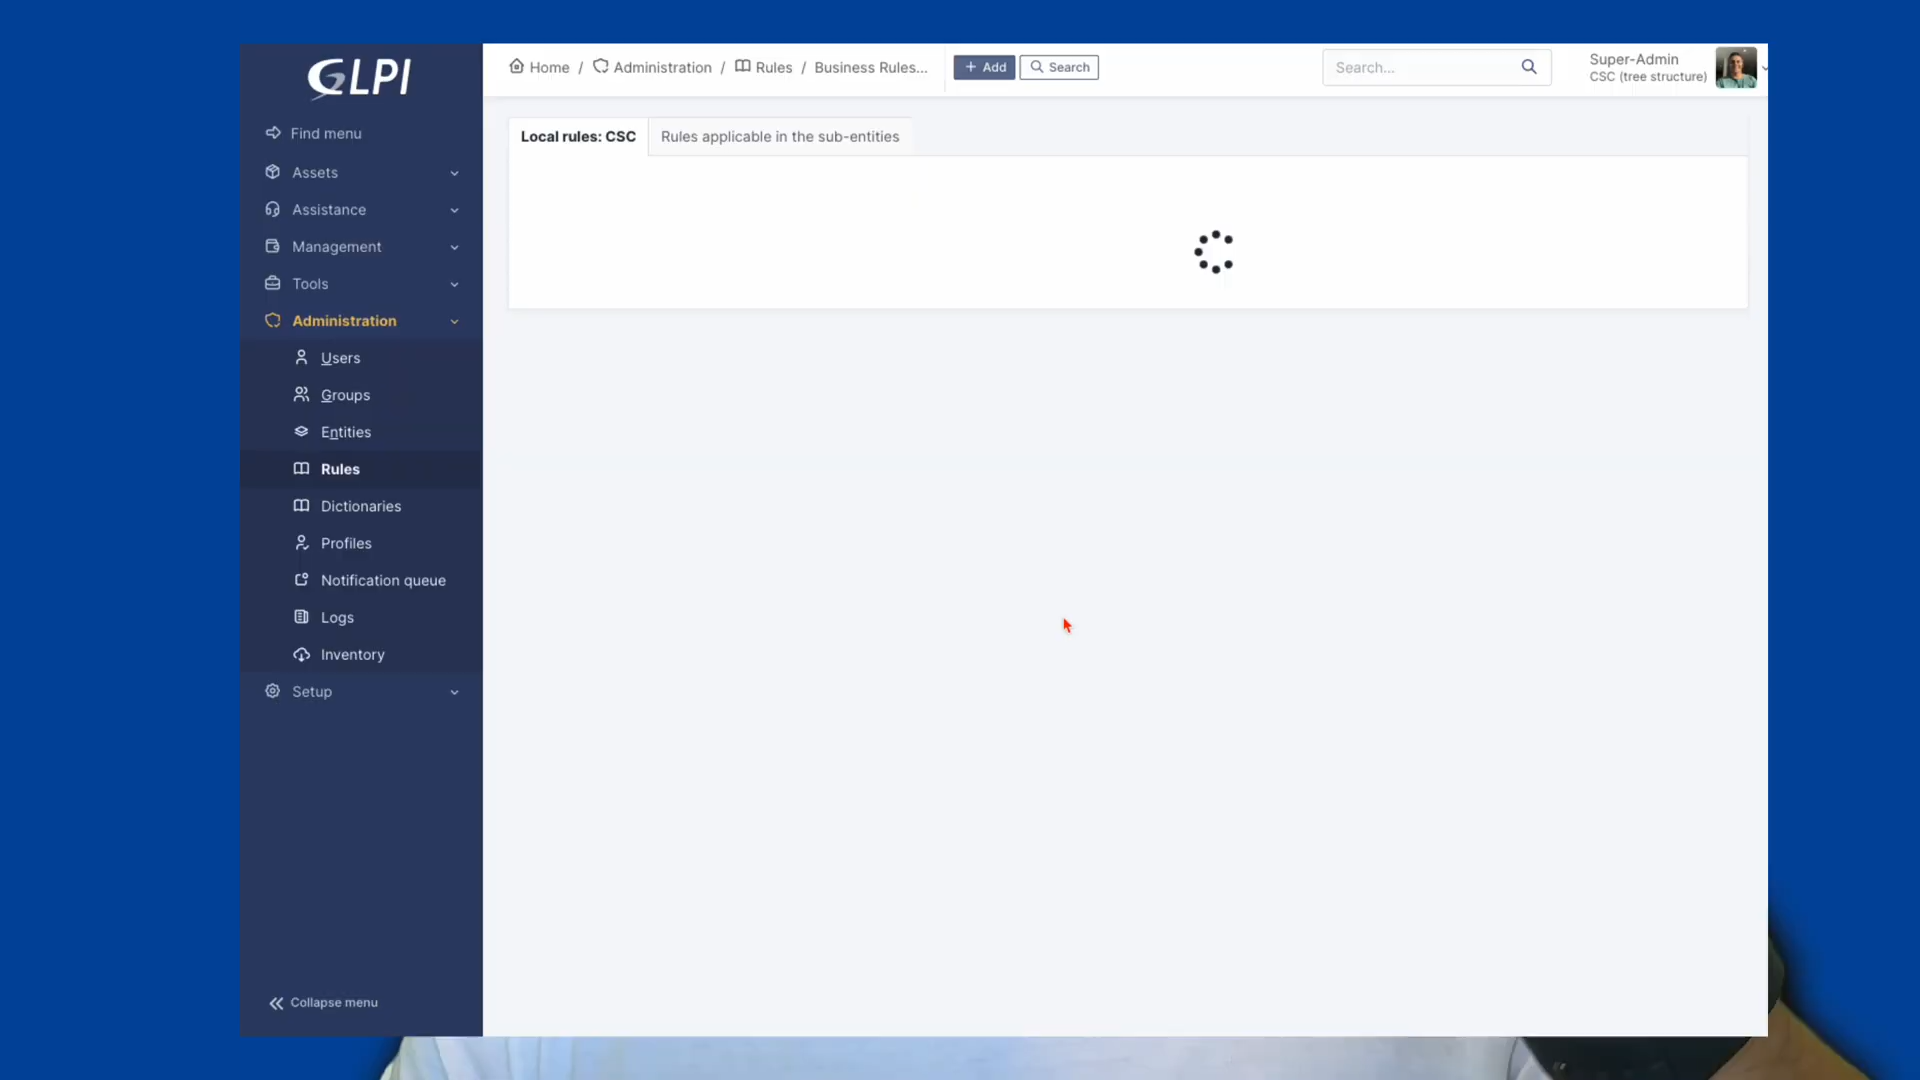 GLPI
Find menu
Assets
Assistance
Management
Tools
Administration
Users
Groups
Entities
Rules
Dictionaries
Profiles
Notification queue
Logs
Inventory
Setup
Collapse menu
Home / Administration / Rules / Business Rules...
+ Add
Search
Search...
Super-Admin
CSC (tree structure)
Local rules: CSC
Rules applicable in the sub-entities